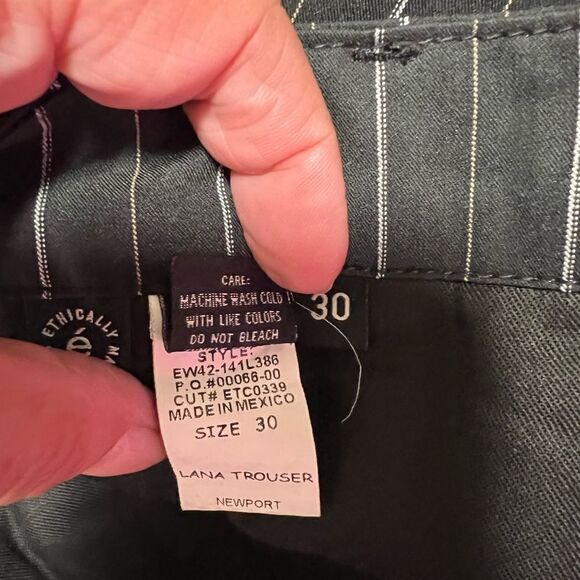 CARE:
MACHINE WASH COLD
WITH LIKE COLORS
DO NOT BLEACH
30
ETHICALLY
é
STYLE:
EW42-141L386
P.O.#00066-00
CUT# ETC0339
MADE IN MEXICO
SIZE 30
LANA TROUSER
NEWPORT